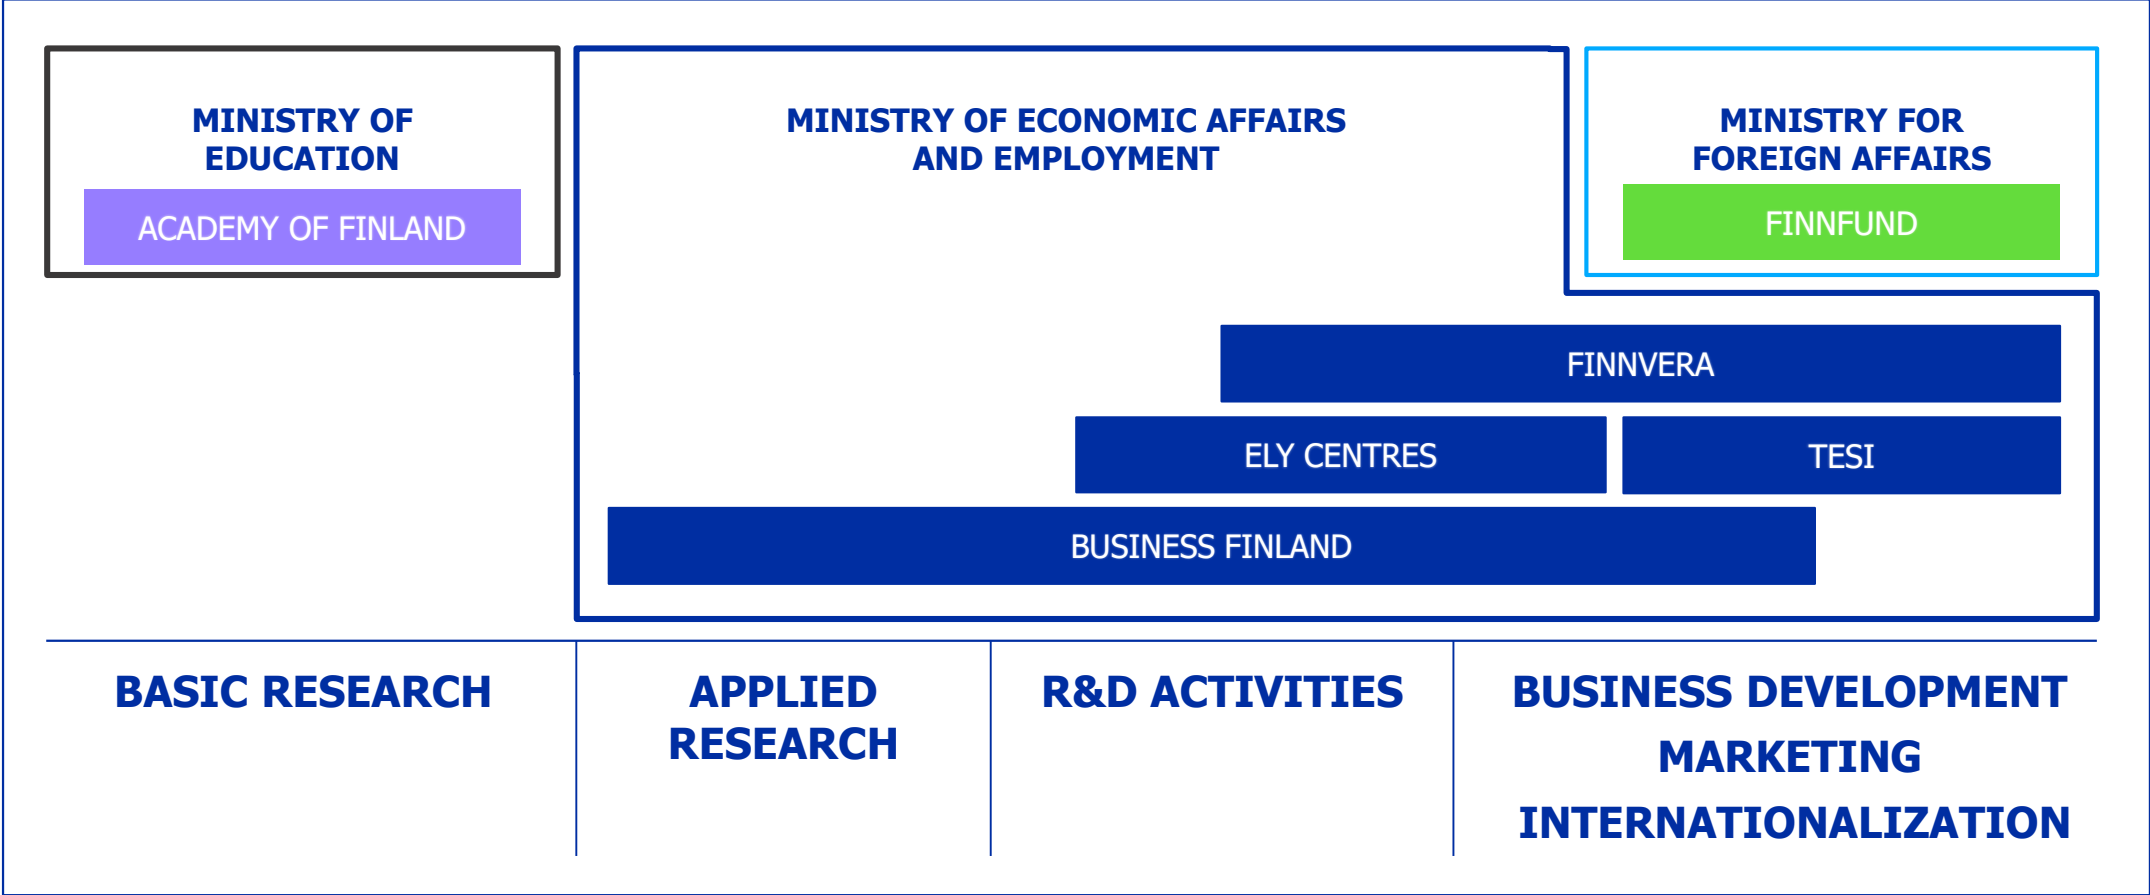 MINISTRY OF
EDUCATION
ACADEMY OF FINLAND
MINISTRY OF ECONOMIC AFFAIRS
AND EMPLOYMENT
MINISTRY FOR
FOREIGN AFFAIRS
FINNFUND
FINNVERA
ELY CENTRES
TESI
BUSINESS FINLAND
BASIC RESEARCH
APPLIED
RESEARCH
R&D ACTIVITIES
BUSINESS DEVELOPMENT
MARKETING
INTERNATIONALIZATION